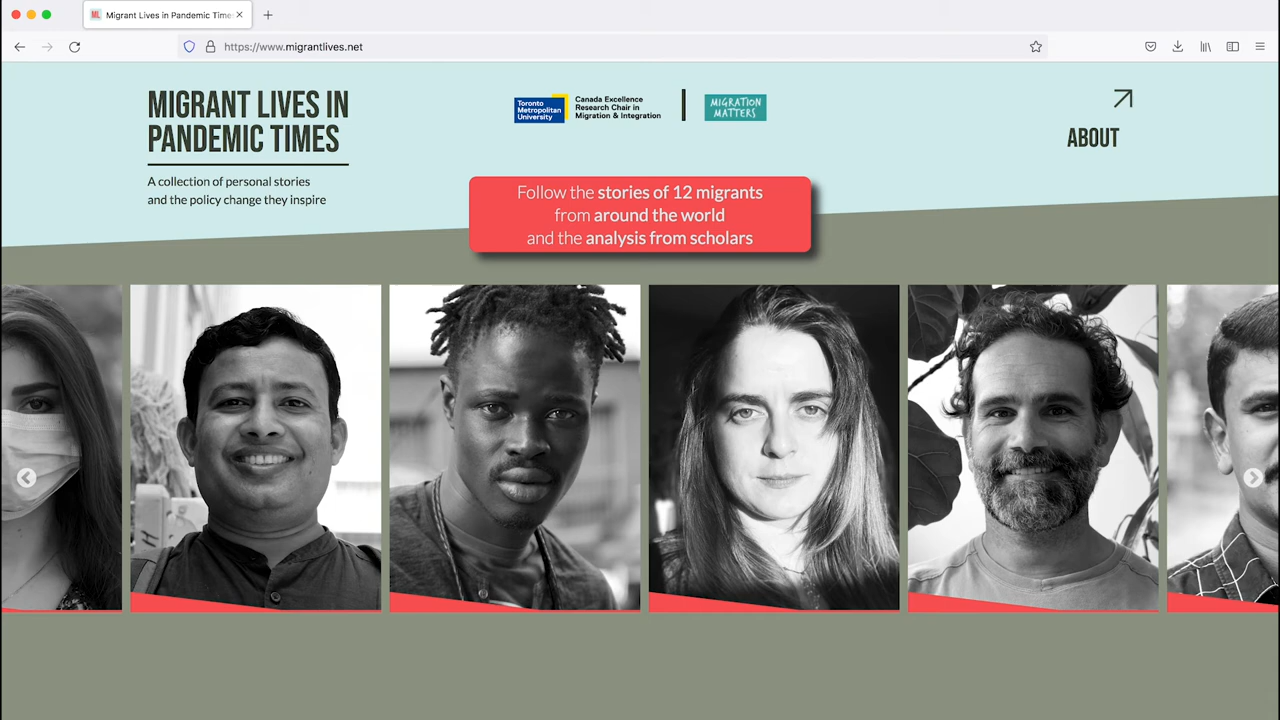 Migrant Lives in Pandemic Time
https://www.migrantlives.net
MIGRANT LIVES IN
PANDEMIC TIMES
A collection of personal stories
and the policy change they inspire
Toronto
Metropolitan
University
Canada Excellence
Research Chair in
Migration & Integration
MIGRATION
MATTERS
ABOUT
Follow the stories of 12 migrants
from around the world
and the analysis from scholars